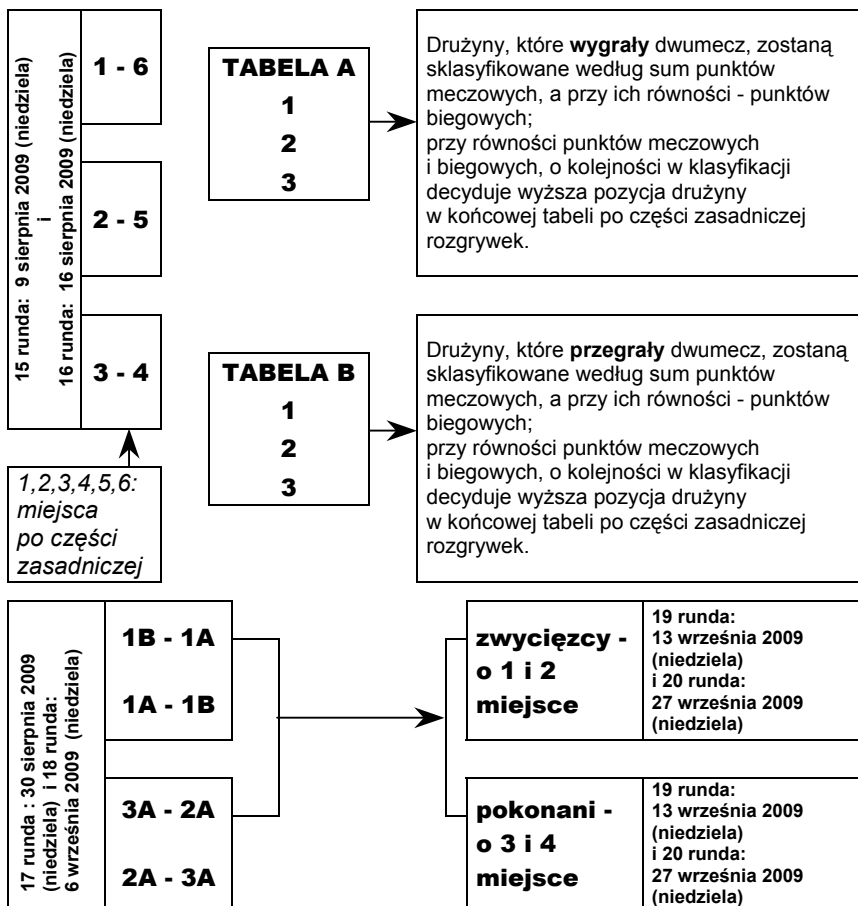 15 runda: 9 sierpnia 2009 (niedziela)
i
16 runda: 16 sierpnia 2009 (niedziela)
1 - 6
2 - 5
3 - 4
1,2,3,4,5,6:
miejsca
po części
zasadniczej
TABELA A
1
2
3
Drużyny, które wygrały dwumecz, zostaną
sklasyfikowane według sum punktów
meczowych, a przy ich równości - punktów
biegowych;
przy równości punktów meczowych
i biegowych, o kolejności w klasyfikacji
decyduje wyższa pozycja drużyny
w końcowej tabeli po części zasadniczej
rozgrywek.
TABELA B
1
2
3
Drużyny, które przegrały dwumecz, zostaną
sklasyfikowane według sum punktów
meczowych, a przy ich równości - punktów
biegowych;
przy równości punktów meczowych
i biegowych, o kolejności w klasyfikacji
decyduje wyższa pozycja drużyny
w końcowej tabeli po części zasadniczej
rozgrywek.
17 runda : 30 sierpnia 2009
(niedziela) i 18 runda:
6 września 2009 (niedziela)
1B - 1A
1A - 1B
3A - 2A
2A - 3A
zwycięzcy -
o 1 i 2
miejsce
19 runda:
13 września 2009
(niedziela)
i 20 runda:
27 września 2009
(niedziela)
pokonani -
o 3 i 4
miejsce
19 runda:
13 września 2009
(niedziela)
i 20 runda:
27 września 2009
(niedziela)